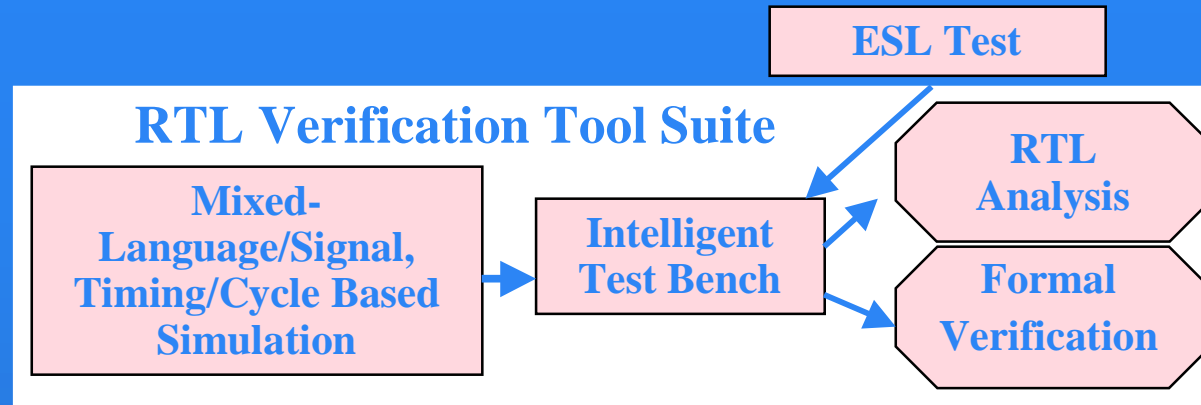 ESL Test
RTL Verification Tool Suite
Mixed-
Language/Signal,
Timing/Cycle Based
Simulation
Intelligent
Test Bench
RTL
Analysis
Formal
Verification